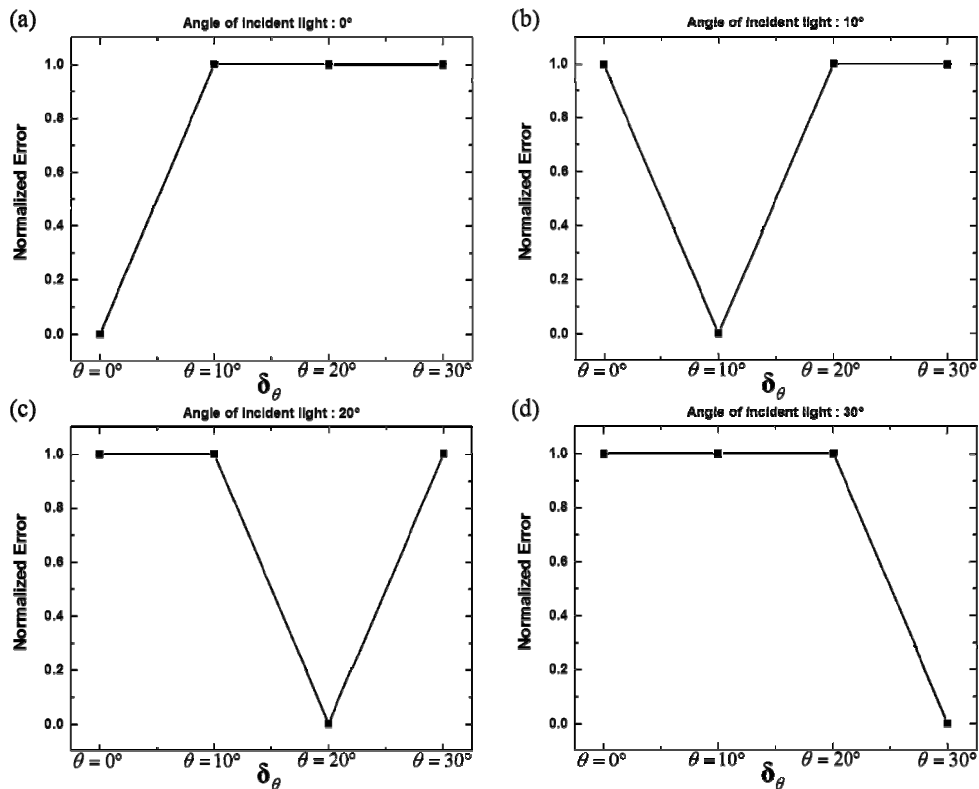 (a)
Angle of incident light : 0°
Normalized Error
1.0
0.8
0.6
0.4
0.2
0.0
θ = 0° θ = 10° θ = 20° θ = 30°
δθ
(b)
Angle of incident light : 10°
Normalized Error
1.0
0.8
0.6
0.4
0.2
0.0
θ = 0° θ = 10° θ = 20° θ = 30°
δθ
(c)
Angle of incident light : 20°
Normalized Error
1.0
0.8
0.6
0.4
0.2
0.0
θ = 0° θ = 10° θ = 20° θ = 30°
δθ
(d)
Angle of incident light : 30°
Normalized Error
1.0
0.8
0.6
0.4
0.2
0.0
θ = 0° θ = 10° θ = 20° θ = 30°
δθ